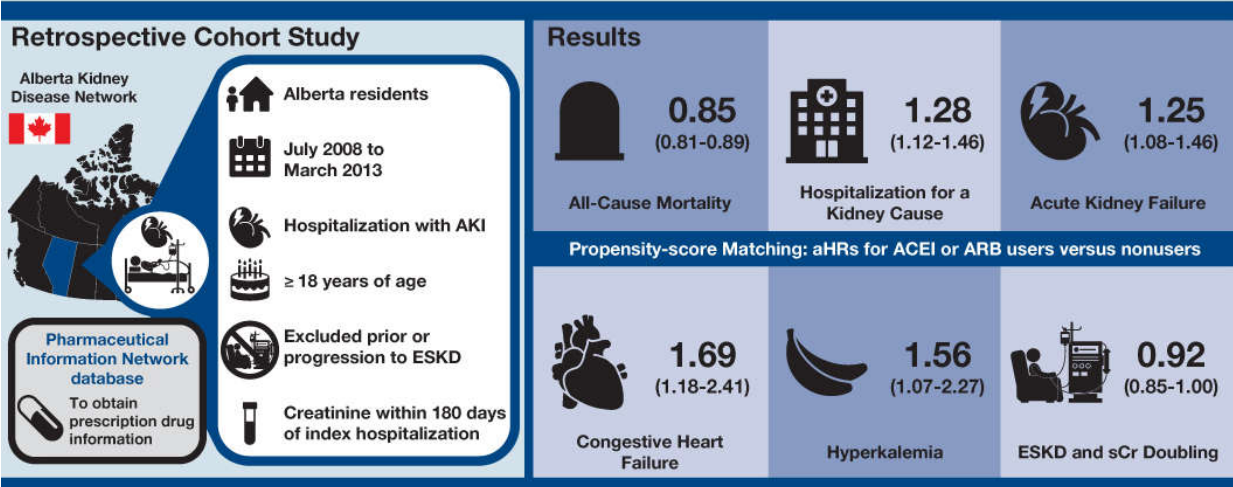 Retrospective Cohort Study
Alberta Kidney
Disease Network
Alberta residents
July 2008 to
March 2013
Hospitalization with AKI
≥ 18 years of age
Excluded prior or
progression to ESKD
Creatinine within 180 days
of index hospitalization
Pharmaceutical
Information Network
database
To obtain
prescription drug
information
Results
0.85
(0.81-0.89)
All-Cause Mortality
1.28
(1.12-1.46)
Hospitalization for a
Kidney Cause
1.25
(1.08-1.46)
Acute Kidney Failure
Propensity-score Matching: aHRs for ACEI or ARB users versus nonusers
1.69
(1.18-2.41)
Congestive Heart
Failure
1.56
(1.07-2.27)
Hyperkalemia
0.92
(0.85-1.00)
ESKD and sCr Doubling